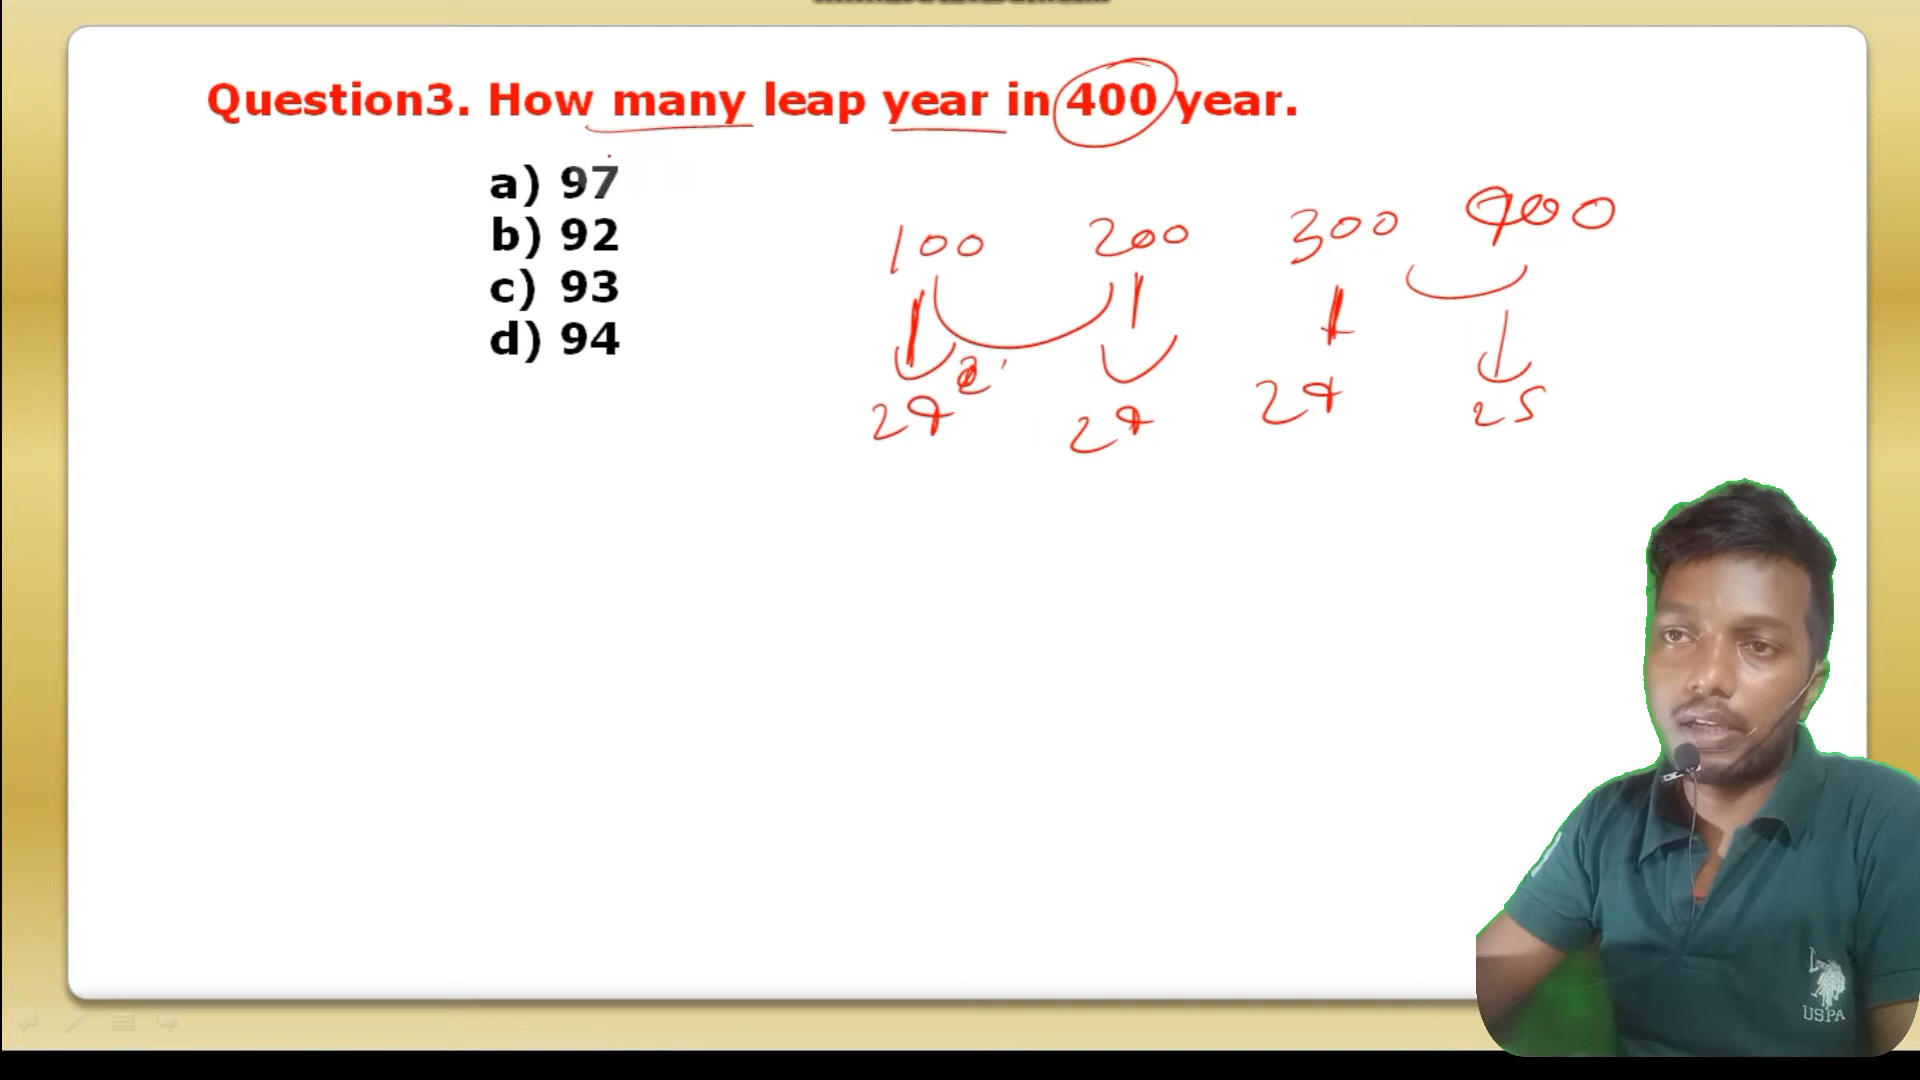 Question3. How many leap year in 400 year.
a) 97
b) 92
c) 93
d) 94
100 200 300 400
24 24 24 25
U.S.P.A